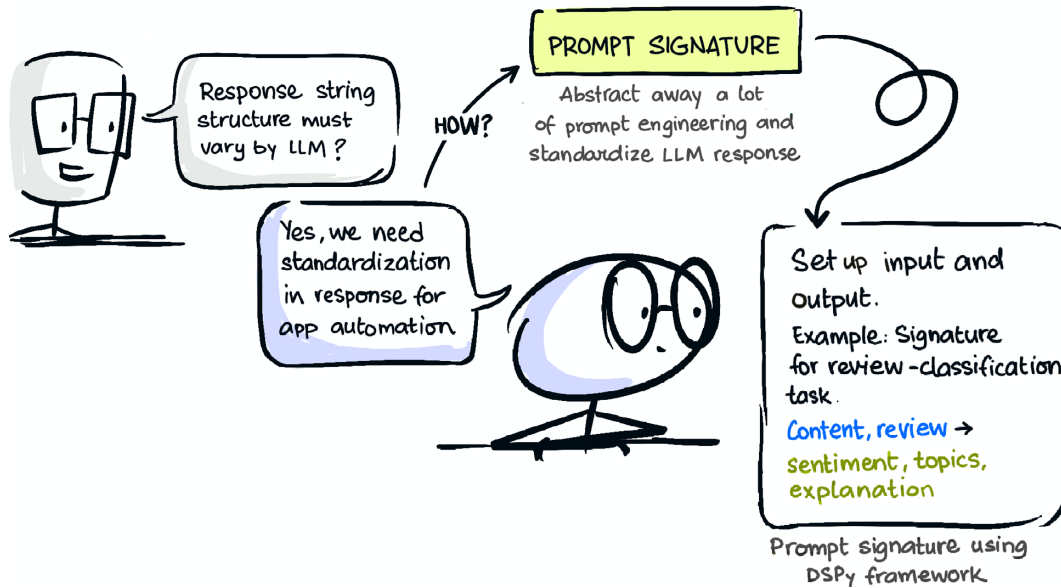 Response string
structure must
vary by LLM?
Yes, we need
standardization
in response for
app automation
HOW?
PROMPT SIGNATURE
Abstract away a lot
of prompt engineering and
standardize LLM response
Set up input and
output.
Example: Signature
for review-classification
task.
Content, review →
sentiment, topics,
explanation
Prompt signature using
DSPy framework